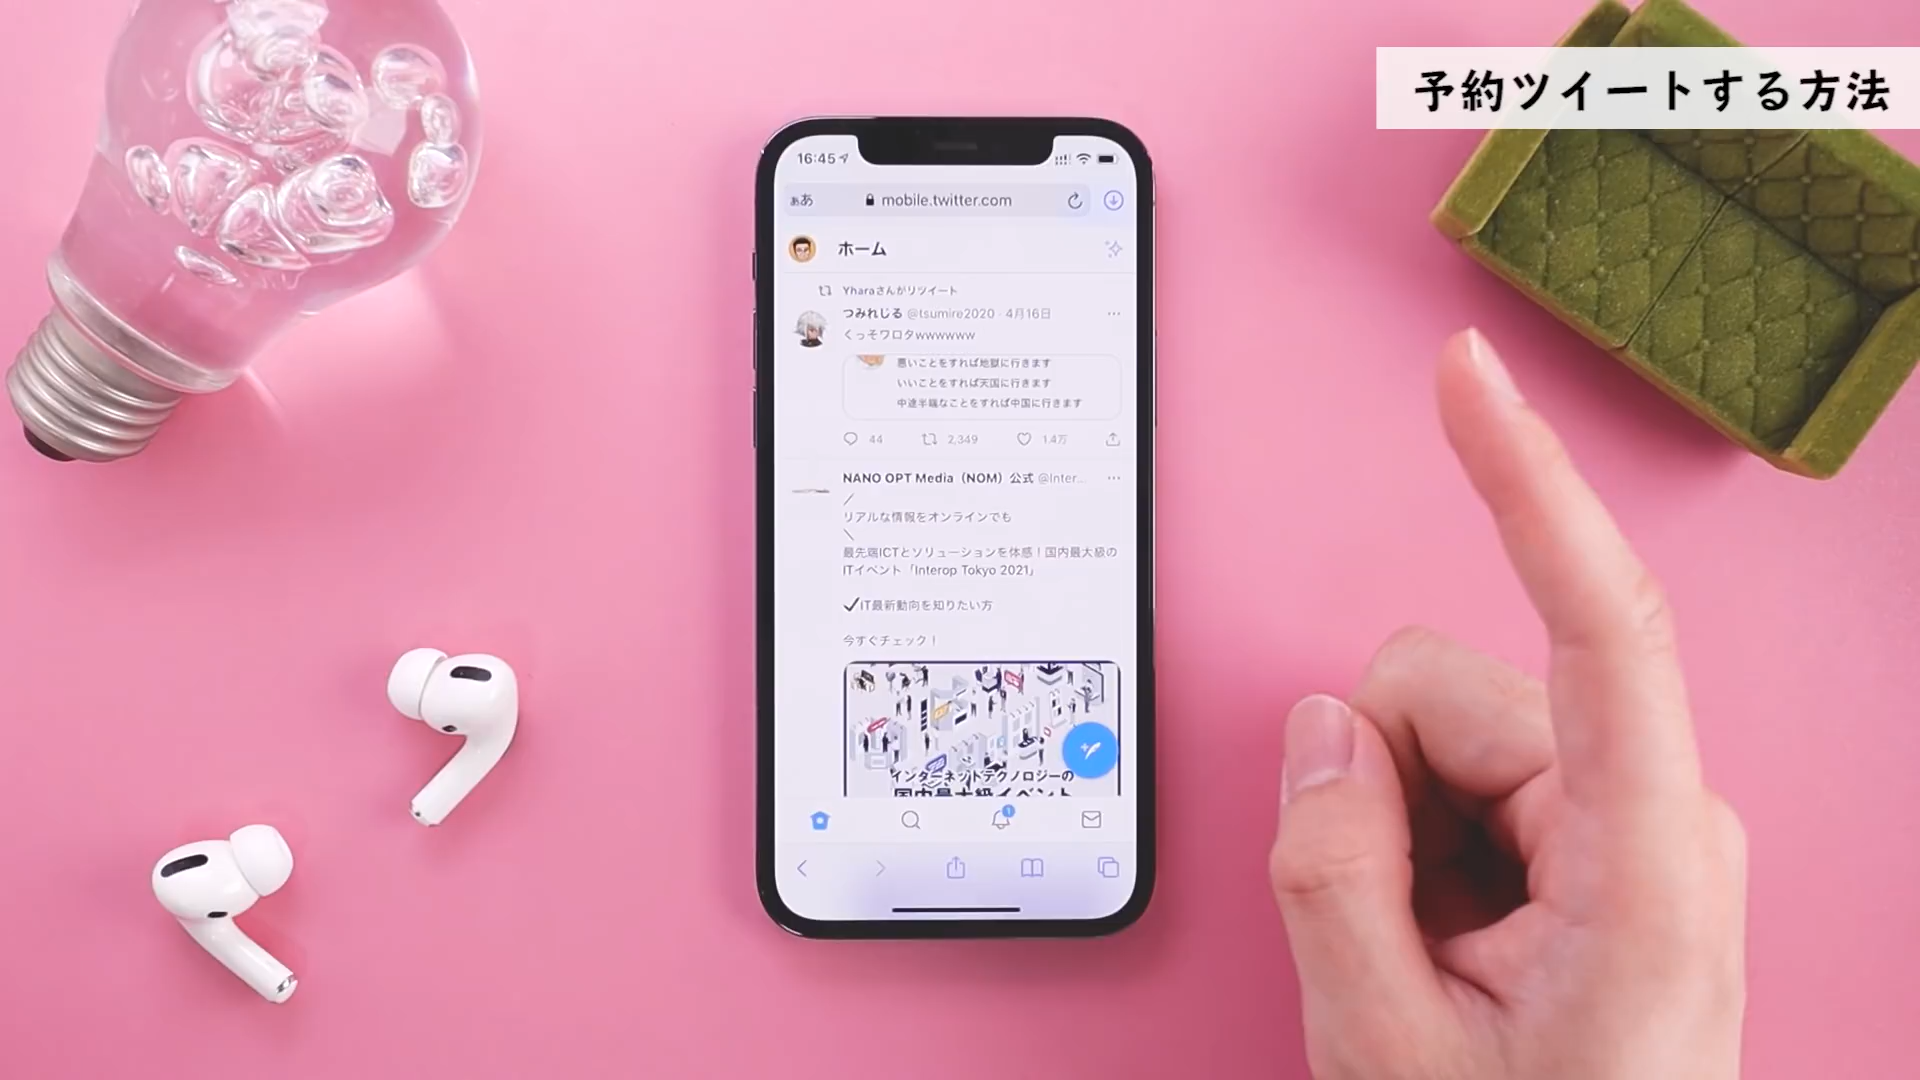 予約ツイートする方法
16:45
ぁあ mobile.twitter.com
ホーム
Yharaさんがリツイート
つみれじる @tsumire2020 · 4月16日
くっそワロタwwwwww
悪いことをすれば地獄に行きます
いいことをすれば天国に行きます
中途半端なことをすれば中国に行きます
44 2,349 1.4万
NANO OPT Media（NOM）公式 @Inter...
／
リアルな情報をオンラインでも
＼
最先端ICTとソリューションを体感！国内最大級の
ITイベント「Interop Tokyo 2021」
✓IT最新動向を知りたい方
今すぐチェック！
インターネットテクノロジーの
国内最大級イベント
1